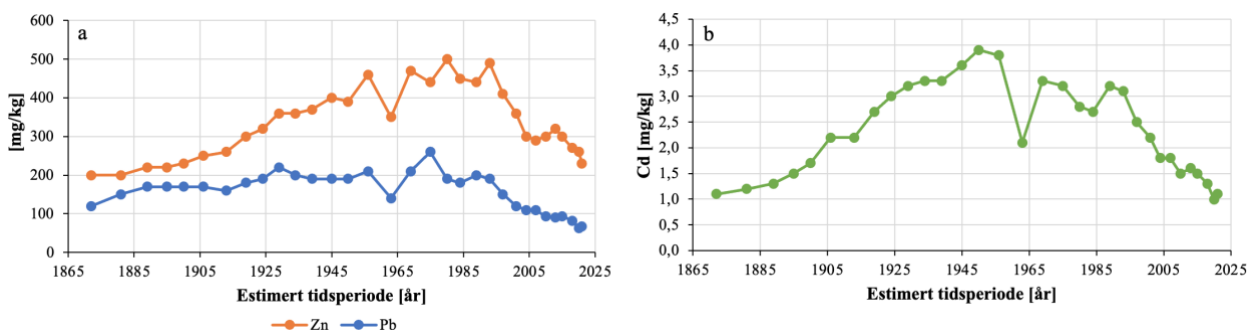 a
[mg/kg]
600
500
400
300
200
100
0
1865 1885 1905 1925 1945 1965 1985 2005 2025
Estimert tidsperiode [år]
Zn Pb
b
Cd [mg/kg]
4,5
4,0
3,5
3,0
2,5
2,0
1,5
1,0
0,5
0,0
1865 1885 1905 1925 1945 1965 1985 2005 2025
Estimert tidsperiode [år]